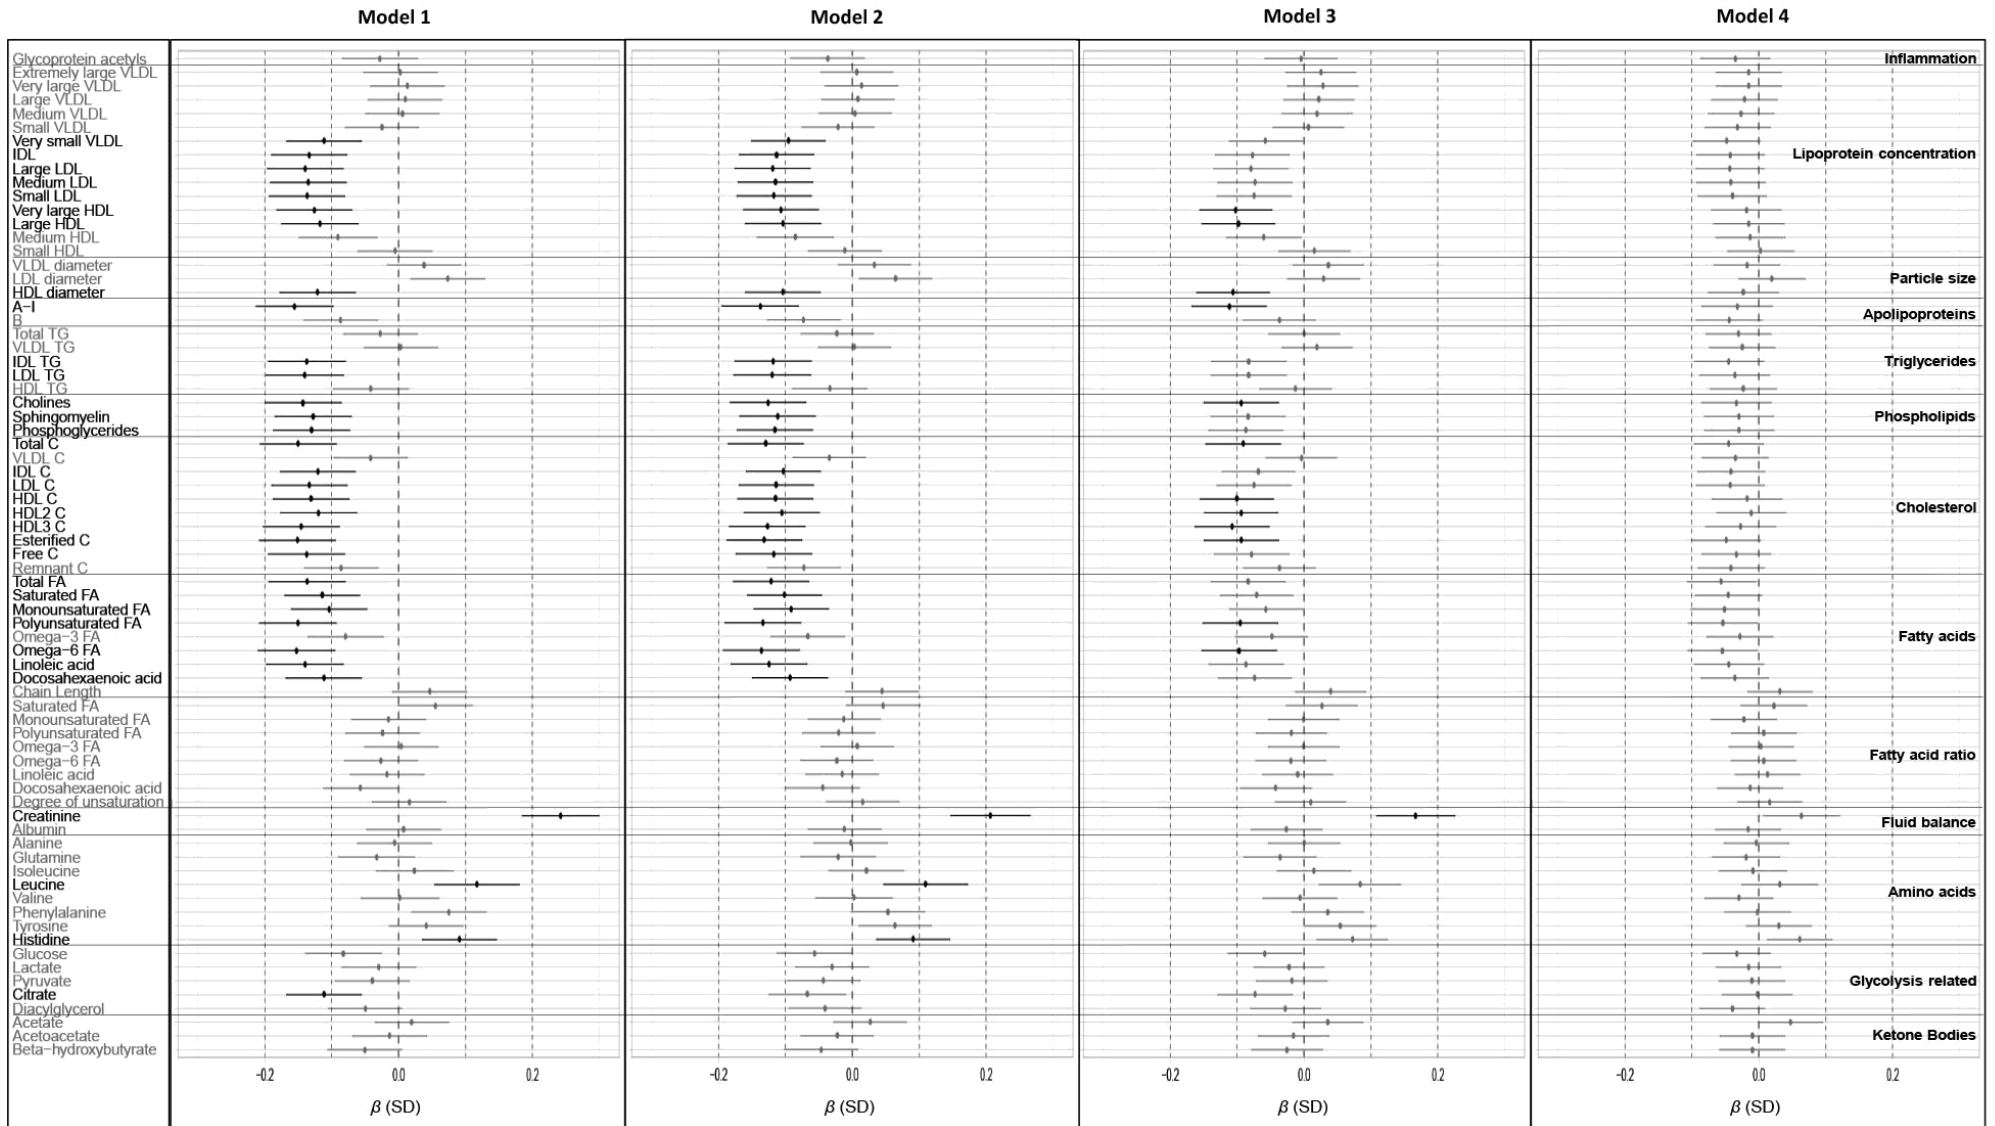 Model 1 Model 2 Model 3 Model 4
Glycoprotein acetyls Inflammation
Extremely large VLDL
Very large VLDL
Large VLDL
Medium VLDL
Small VLDL
Very small VLDL
IDL Lipoprotein concentration
Large LDL
Medium LDL
Small LDL
Very large HDL
Large HDL
Medium HDL
Small HDL
VLDL diameter
LDL diameter Particle size
HDL diameter
A−I
B Apolipoproteins
Total TG
VLDL TG
IDL TG Triglycerides
LDL TG
HDL TG
Cholines
Sphingomyelin Phospholipids
Phosphoglycerides
Total C
VLDL C
IDL C
LDL C
HDL C
HDL2 C Cholesterol
HDL3 C
Esterified C
Free C
Remnant C
Total FA
Saturated FA
Monounsaturated FA
Polyunsaturated FA
Omega−3 FA Fatty acids
Omega−6 FA
Linoleic acid
Docosahexaenoic acid
Chain Length
Saturated FA
Monounsaturated FA
Polyunsaturated FA
Omega−3 FA
Omega−6 FA Fatty acid ratio
Linoleic acid
Docosahexaenoic acid
Degree of unsaturation
Creatinine
Albumin Fluid balance
Alanine
Glutamine
Isoleucine
Leucine
Valine Amino acids
Phenylalanine
Tyrosine
Histidine
Glucose
Lactate
Pyruvate Glycolysis related
Citrate
Diacylglycerol
Acetate
Acetoacetate Ketone Bodies
Beta−hydroxybutyrate
−0.2 0.0 0.2 −0.2 0.0 0.2 −0.2 0.0 0.2 −0.2 0.0 0.2
β (SD) β (SD) β (SD) β (SD)